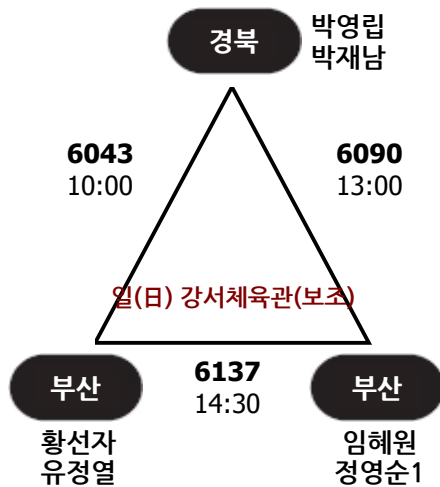 경북
박영립
박재남
6043
10:00
6090
13:00
일(日) 강서체육관(보조)
부산
6137
14:30
부산
황선자
유정열
임혜원
정영순1